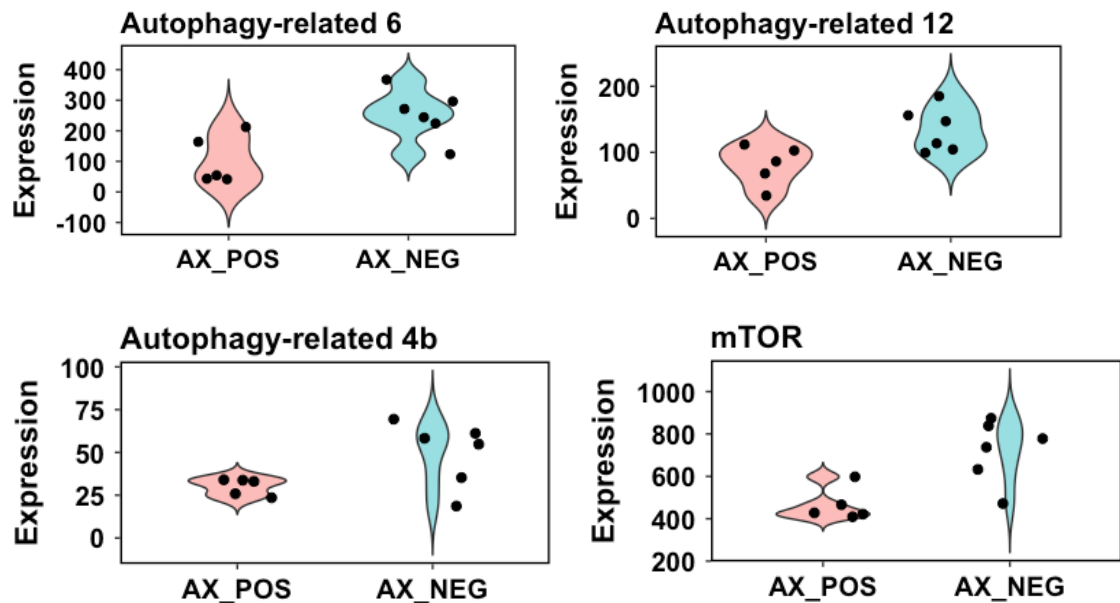 Autophagy-related 6
Expression
400
300
200
100
0
-100
AX_POS
AX_NEG
Autophagy-related 12
Expression
200
100
0
AX_POS
AX_NEG
Autophagy-related 4b
Expression
100
75
50
25
0
AX_POS
AX_NEG
mTOR
Expression
1000
800
600
400
200
AX_POS
AX_NEG